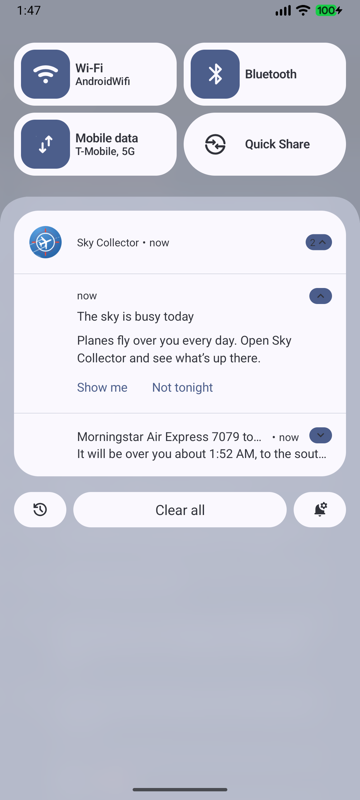 1:47
100
Wi-Fi
AndroidWifi
Bluetooth
Mobile data
T-Mobile, 5G
Quick Share
Sky Collector • now
2
now
The sky is busy today
Planes fly over you every day. Open Sky
Collector and see what's up there.
Show me Not tonight
Morningstar Air Express 7079 to… • now
It will be over you about 1:52 AM, to the sout…
Clear all